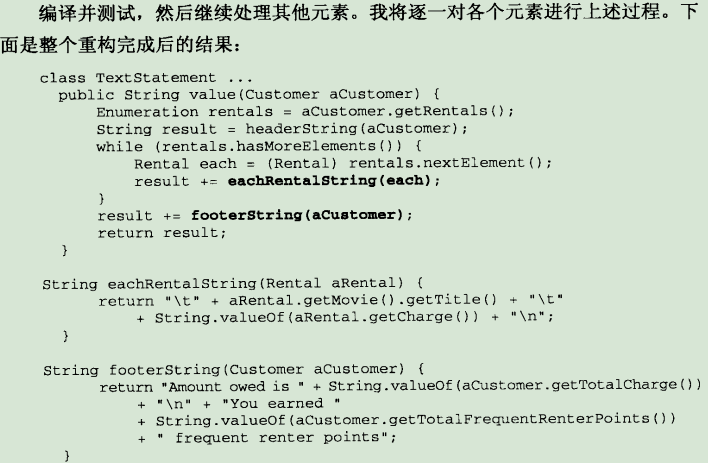 编译并测试，然后继续处理其他元素。我将逐一对各个元素进行上述过程。下
面是整个重构完成后的结果：
class TextStatement ...
public String value(Customer aCustomer) {
Enumeration rentals = aCustomer.getRentals();
String result = headerString(aCustomer);
while (rentals.hasMoreElements()) {
Rental each = (Rental) rentals.nextElement();
result += eachRentalString(each);
}
result += footerString(aCustomer);
return result;
}
String eachRentalString(Rental aRental) {
return "\t" + aRental.getMovie().getTitle() + "\t"
+ String.valueOf(aRental.getCharge()) + "\n";
}
String footerString(Customer aCustomer) {
return "Amount owed is " + String.valueOf(aCustomer.getTotalCharge())
+ "\n" + "You earned "
+ String.valueOf(aCustomer.getTotalFrequentRenterPoints())
+ " frequent renter points";
}